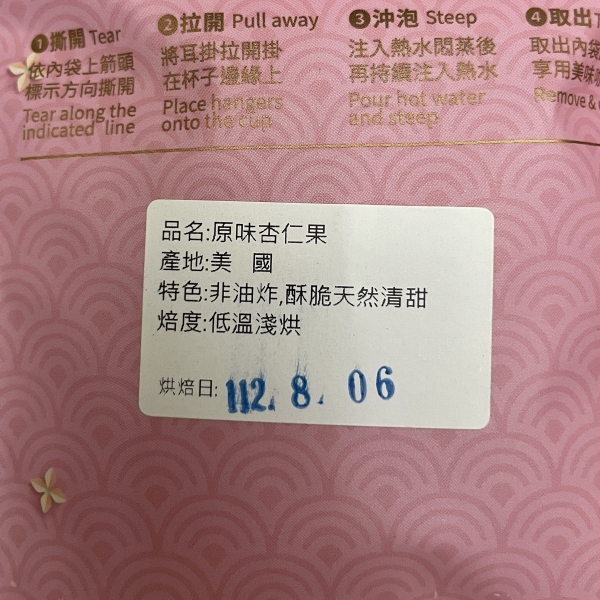 ❶撕開 Tear
依內袋上箭頭
標示方向撕開
Tear along the
indicated line
❷拉開 Pull away
將耳掛拉開掛
在杯子邊緣上
Place hangers
onto the cup
❸沖泡 Steep
注入熱水悶蒸後
再持續注入熱水
Pour hot water
and steep
❹取出
取出內袋
享用美味
Remove &
品名:原味杏仁果
產地:美 國
特色:非油炸,酥脆天然清甜
焙度:低溫淺烘
烘焙日: 112. 8. 06